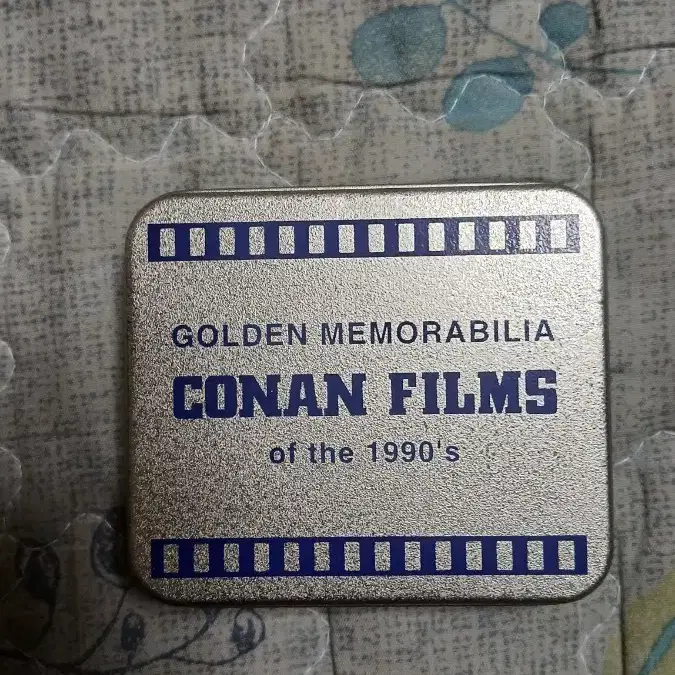 GOLDEN MEMORABILIA
CONAN FILMS
of the 1990's